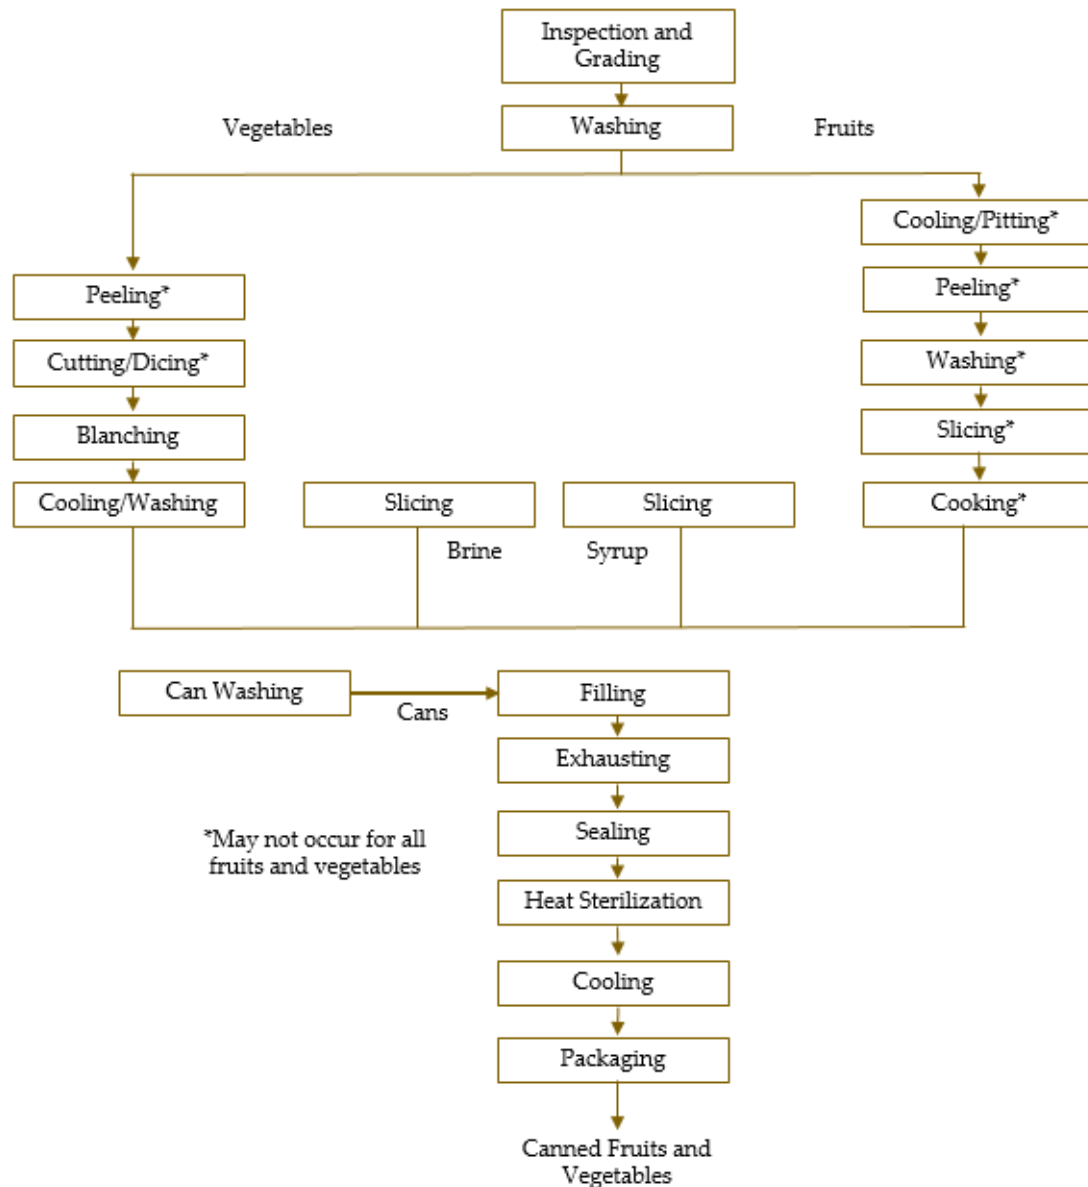 Inspection and
Grading
Washing
Vegetables
Fruits
Cooling/Pitting*
Peeling*
Peeling*
Cutting/Dicing*
Washing*
Blanching
Slicing*
Cooling/Washing
Slicing
Slicing
Cooking*
Brine
Syrup
Can Washing
Cans
Filling
Exhausting
*May not occur for all
fruits and vegetables
Sealing
Heat Sterilization
Cooling
Packaging
Canned Fruits and
Vegetables